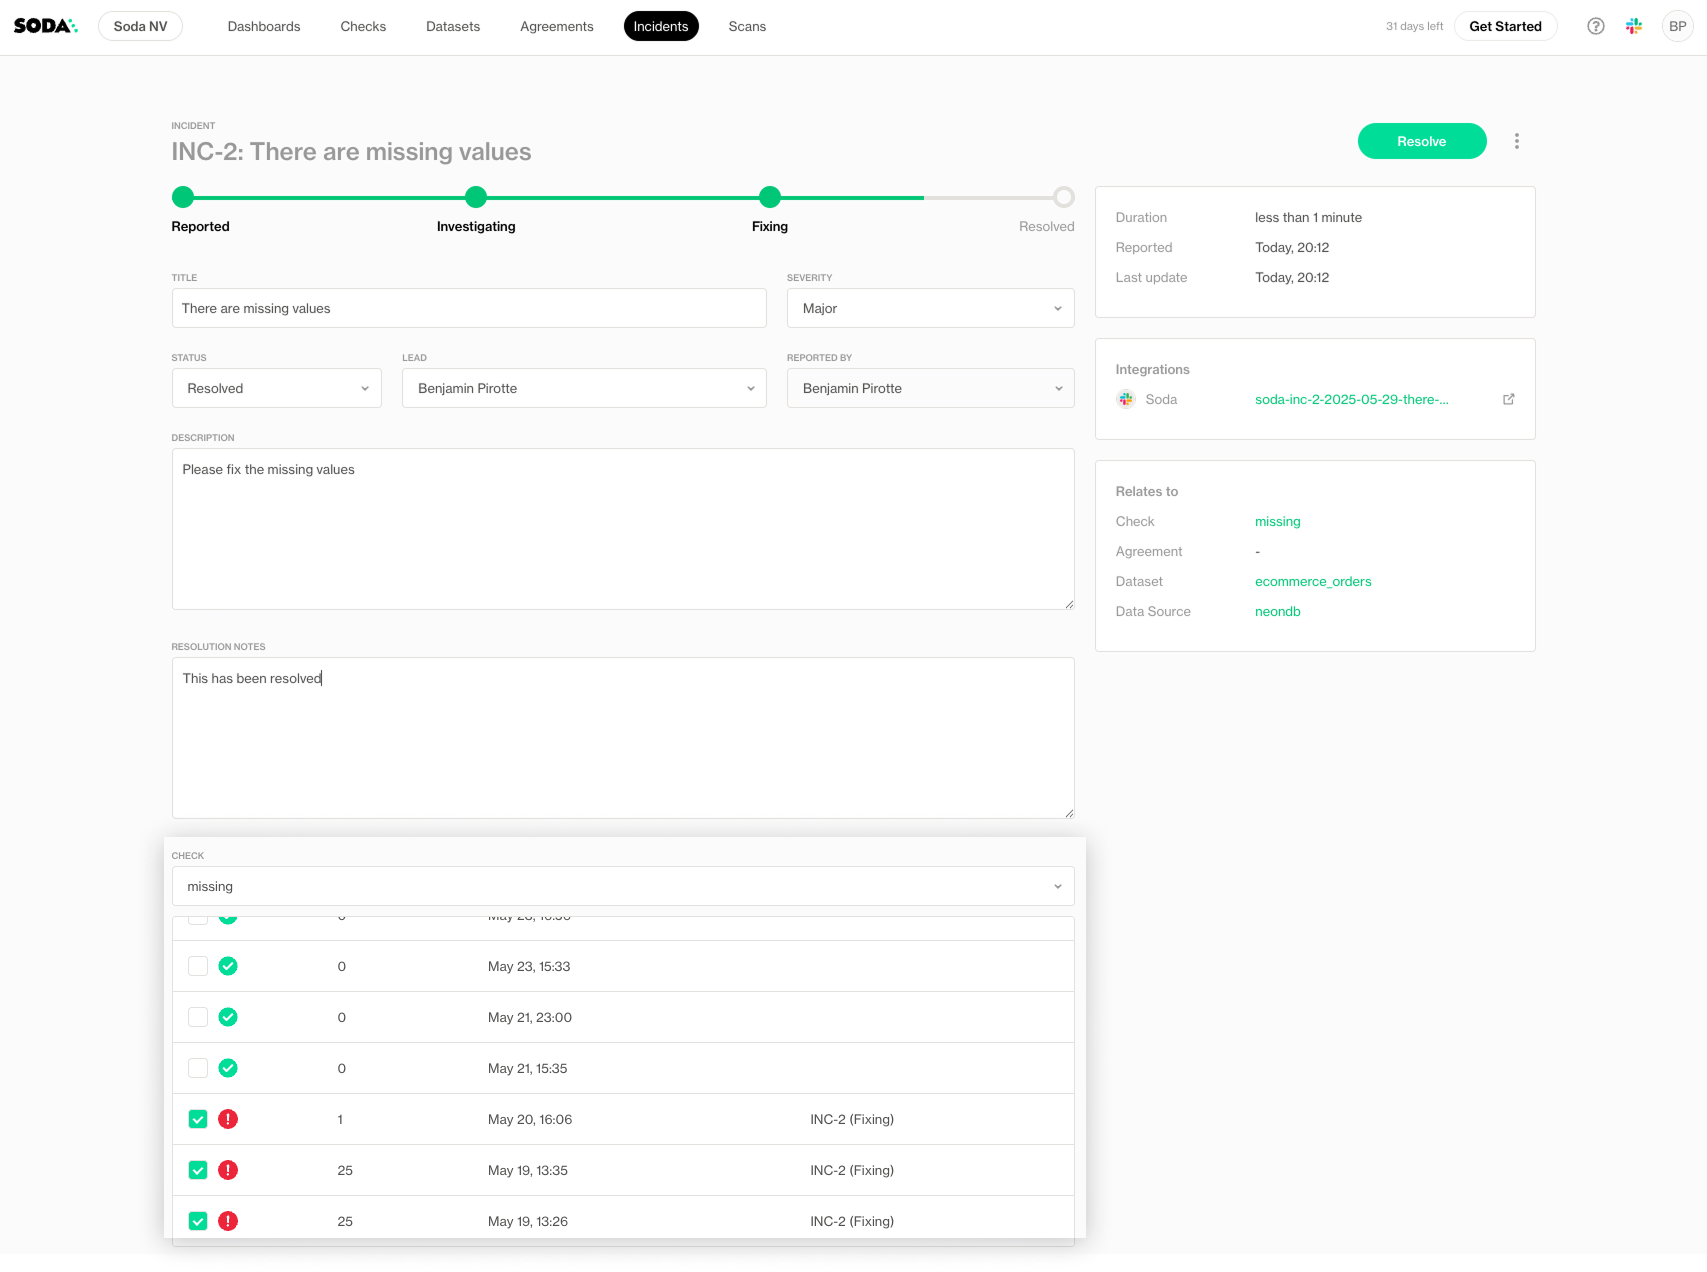 SODA
Soda NV
Dashboards
Checks
Datasets
Agreements
Incidents
Scans
31 days left
Get Started
BP
INCIDENT
INC-2: There are missing values
Resolve
Reported
Investigating
Fixing
Resolved
TITLE
There are missing values
SEVERITY
Major
STATUS
Resolved
LEAD
Benjamin Pirotte
REPORTED BY
Benjamin Pirotte
DESCRIPTION
Please fix the missing values
RESOLUTION NOTES
This has been resolved
Duration less than 1 minute
Reported Today, 20:12
Last update Today, 20:12
Integrations
Soda soda-inc-2-2025-05-29-there-...
Relates to
Check missing
Agreement -
Dataset ecommerce_orders
Data Source neondb
CHECK
missing
0 May 23, 15:33
0 May 21, 23:00
0 May 21, 15:35
1 May 20, 16:06 INC-2 (Fixing)
25 May 19, 13:35 INC-2 (Fixing)
25 May 19, 13:26 INC-2 (Fixing)